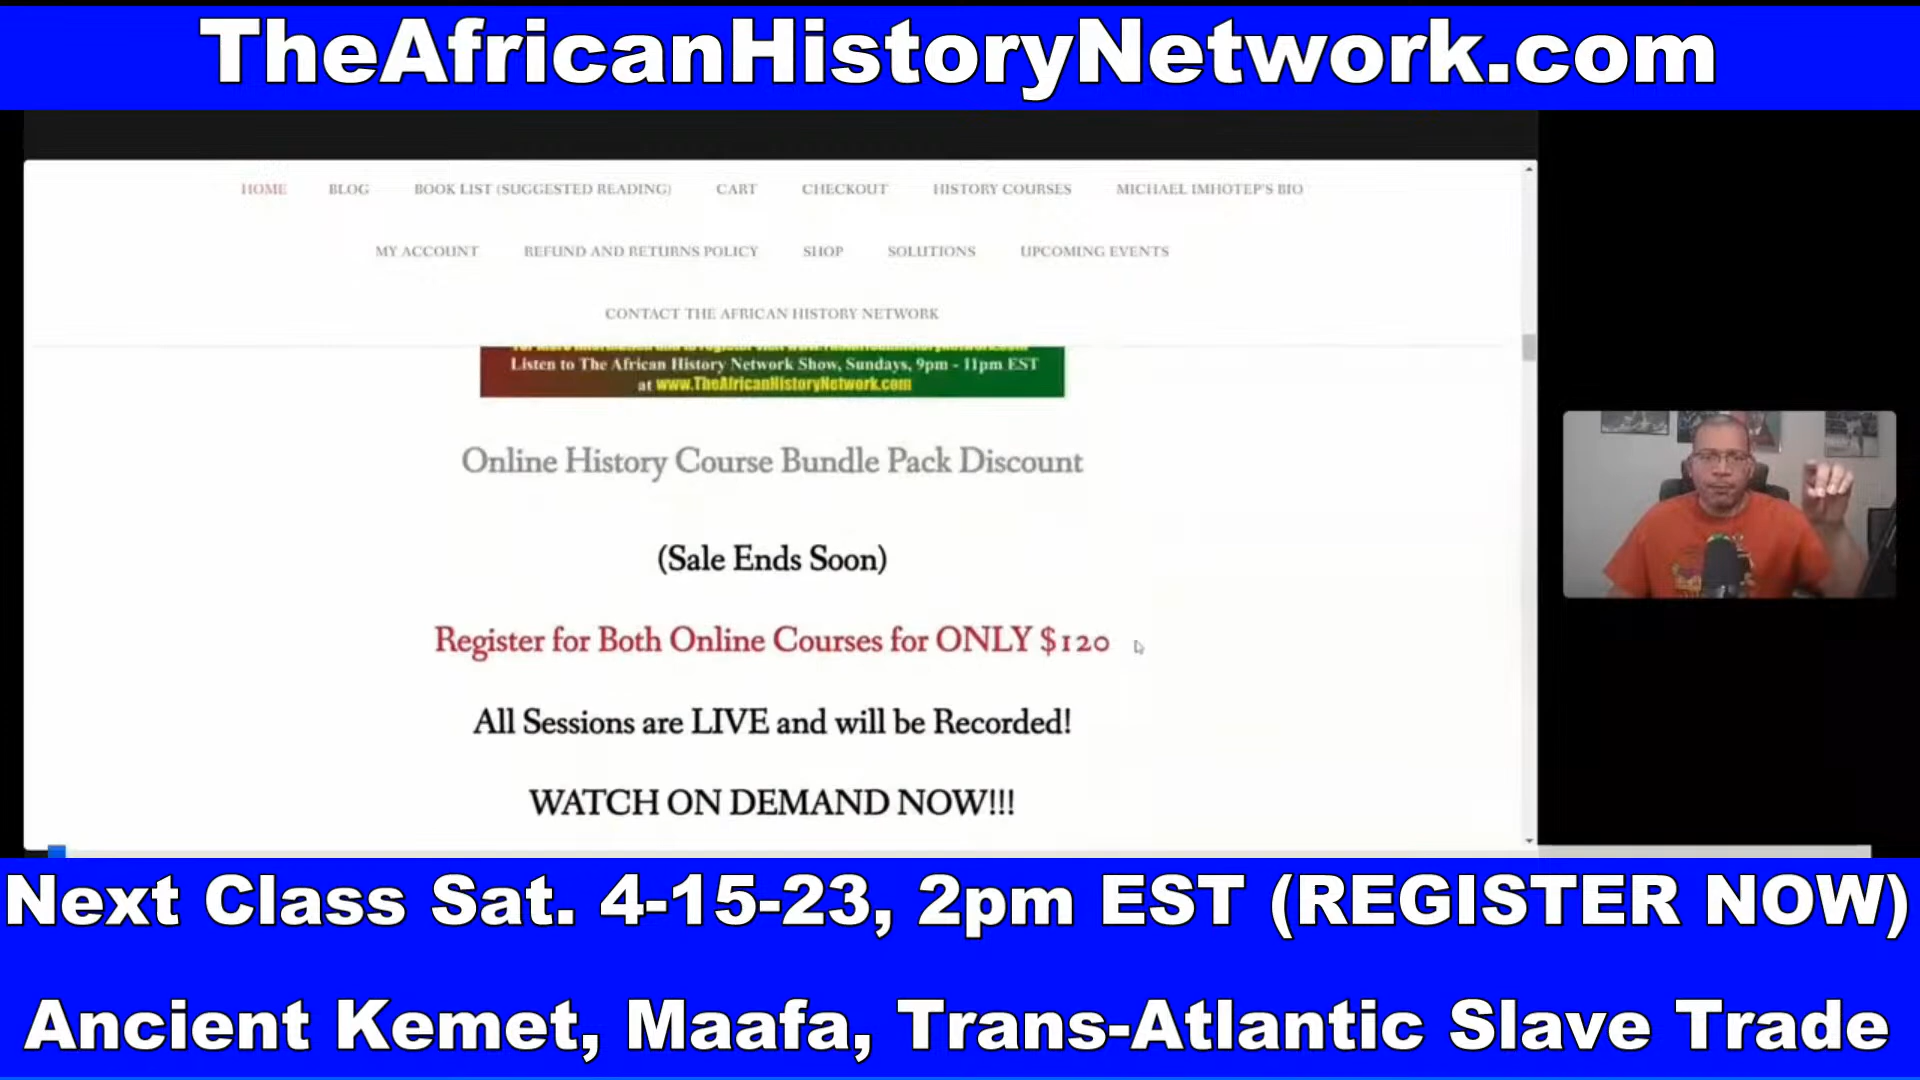 TheAfricanHistoryNetwork.com
HOME BLOG BOOK LIST (SUGGESTED READING) CART CHECKOUT HISTORY COURSES MICHAEL IMHOTEP'S BIO
MY ACCOUNT REFUND AND RETURNS POLICY SHOP SOLUTIONS UPCOMING EVENTS
CONTACT THE AFRICAN HISTORY NETWORK
Listen to The African History Network Show, Sundays, 9pm - 11pm EST
at www.TheAfricanHistoryNetwork.com
Online History Course Bundle Pack Discount
(Sale Ends Soon)
Register for Both Online Courses for ONLY $120
All Sessions are LIVE and will be Recorded!
WATCH ON DEMAND NOW!!!
Next Class Sat. 4-15-23, 2pm EST (REGISTER NOW)
Ancient Kemet, Maafa, Trans-Atlantic Slave Trade